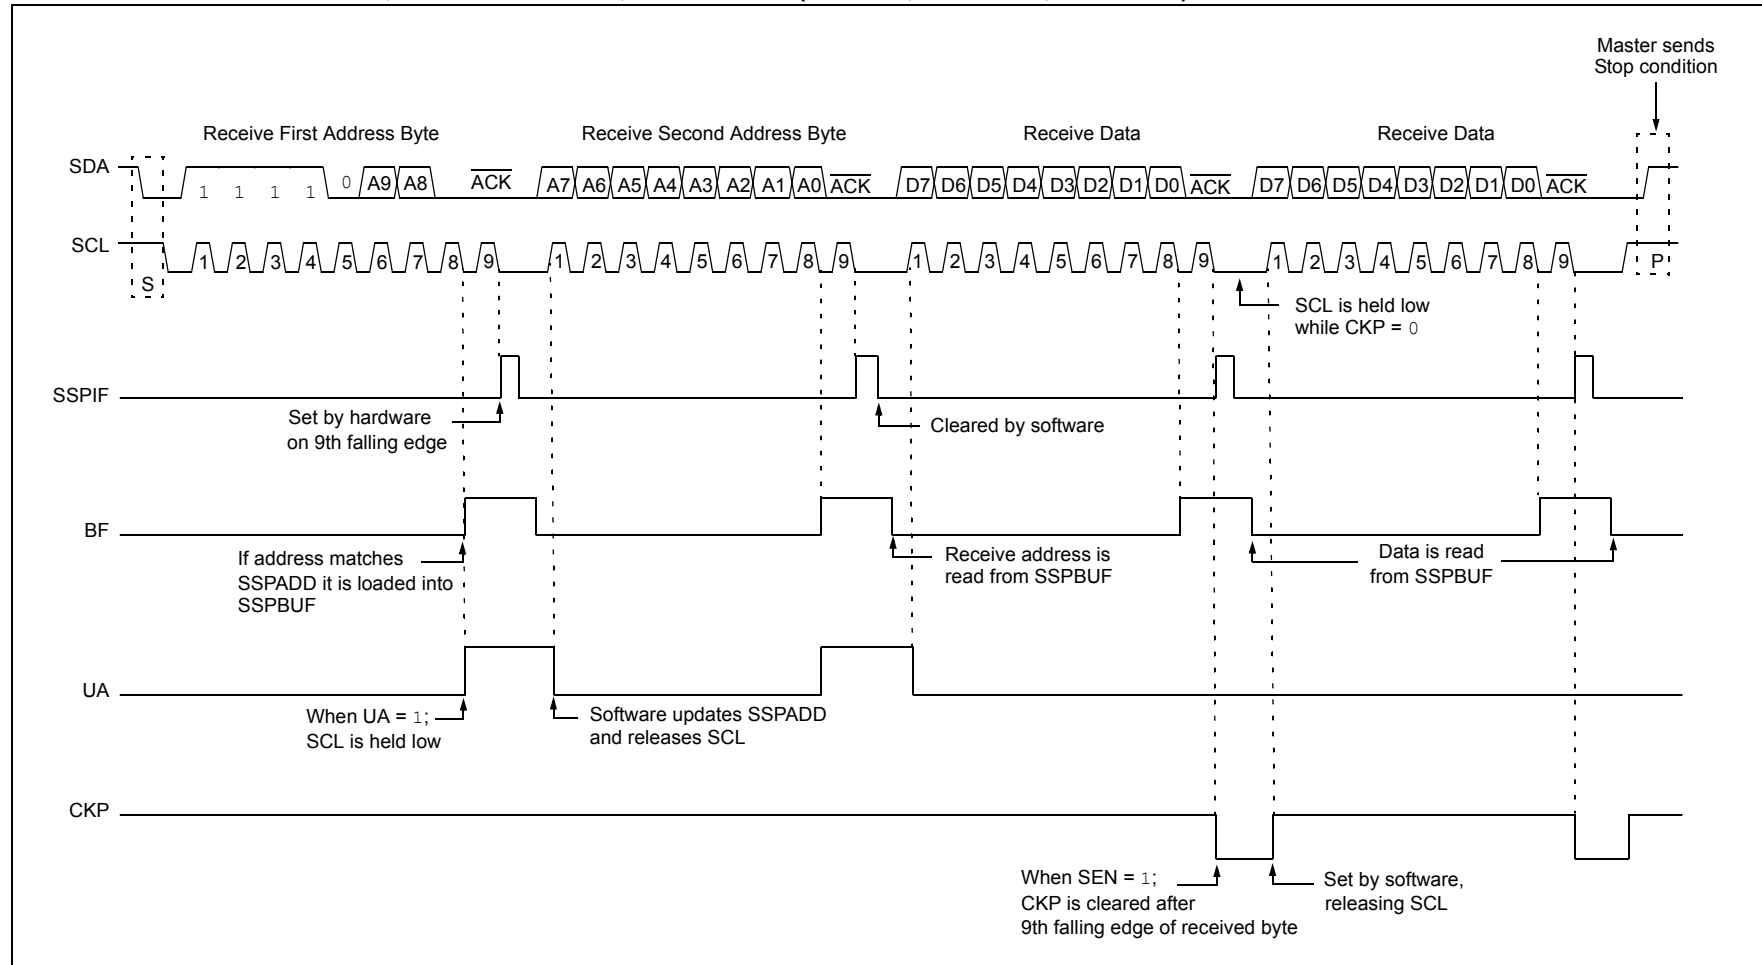 Master sends
Stop condition
Receive First Address Byte
Receive Second Address Byte
Receive Data
Receive Data
SDA
1 1 1 1 0 A9 A8 ACK A7 A6 A5 A4 A3 A2 A1 A0 ACK D7 D6 D5 D4 D3 D2 D1 D0 ACK D7 D6 D5 D4 D3 D2 D1 D0 ACK
SCL
S 1 2 3 4 5 6 7 8 9 1 2 3 4 5 6 7 8 9 1 2 3 4 5 6 7 8 9 1 2 3 4 5 6 7 8 9 P
SCL is held low
while CKP = 0
SSPIF
Set by hardware
on 9th falling edge
Cleared by software
BF
If address matches
SSPADD it is loaded into
SSPBUF
Receive address is
read from SSPBUF
Data is read
from SSPBUF
UA
When UA = 1;
SCL is held low
Software updates SSPADD
and releases SCL
CKP
When SEN = 1;
CKP is cleared after
9th falling edge of received byte
Set by software,
releasing SCL